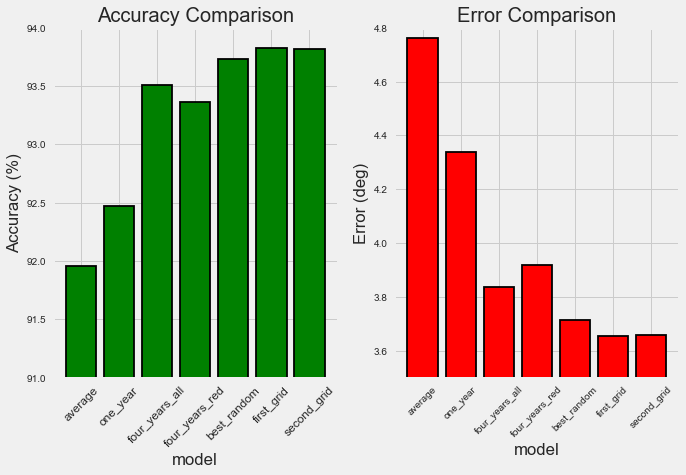 Accuracy Comparison
Accuracy (%)
94.0
93.5
93.0
92.5
92.0
91.5
91.0
average
one_year
four_years_all
four_years_red
best_random
first_grid
second_grid
model
Error Comparison
Error (deg)
4.8
4.6
4.4
4.2
4.0
3.8
3.6
average
one_year
four_years_all
four_years_red
best_random
first_grid
second_grid
model